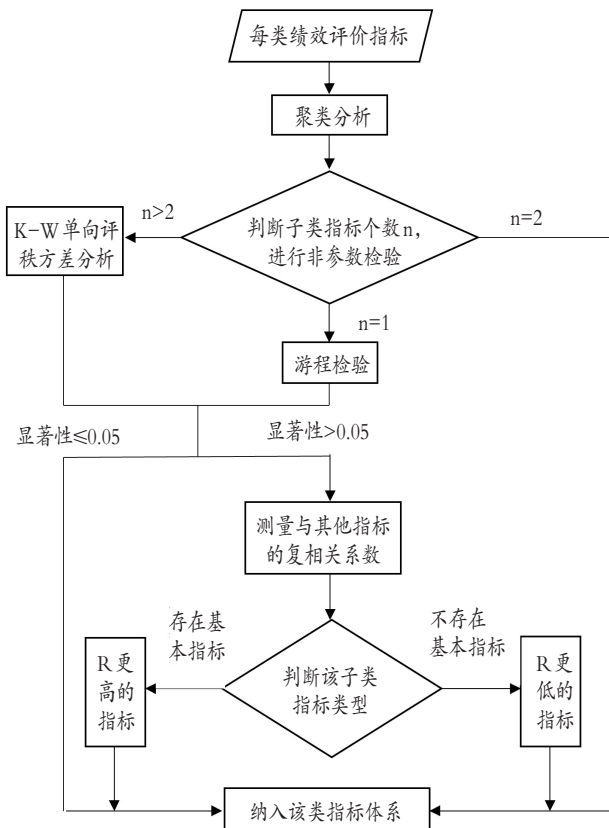 每类绩效评价指标
聚类分析
n>2
K-W单向评
秩方差分析
判断子类指标个数n，
进行非参数检验
n=2
n=1
游程检验
显著性≤0.05
显著性>0.05
测量与其他指标
的复相关系数
存在基
本指标
不存在
基本指标
R更
高的
指标
判断该子类
指标类型
R更
低的
指标
纳入该类指标体系